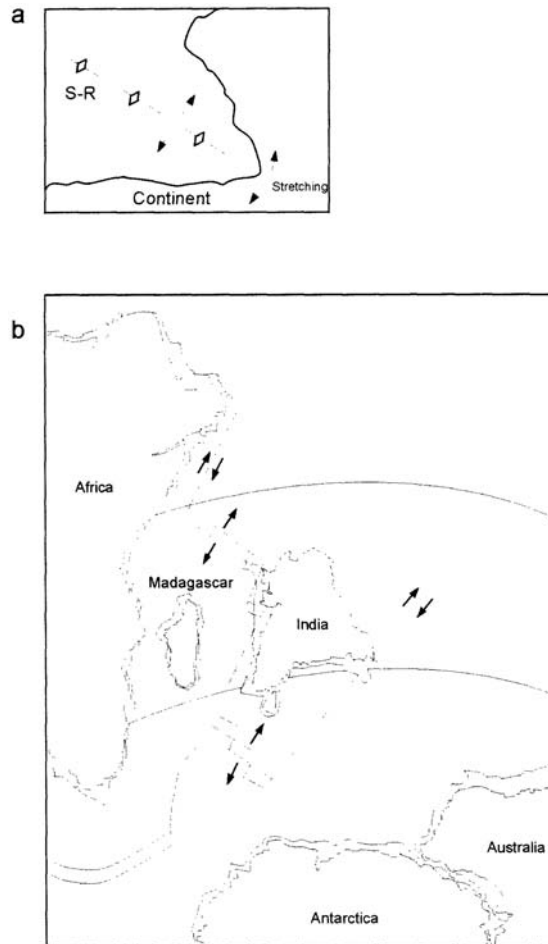 a
S-R
Stretching
Continent
b
Africa
Madagascar
India
Australia
Antarctica